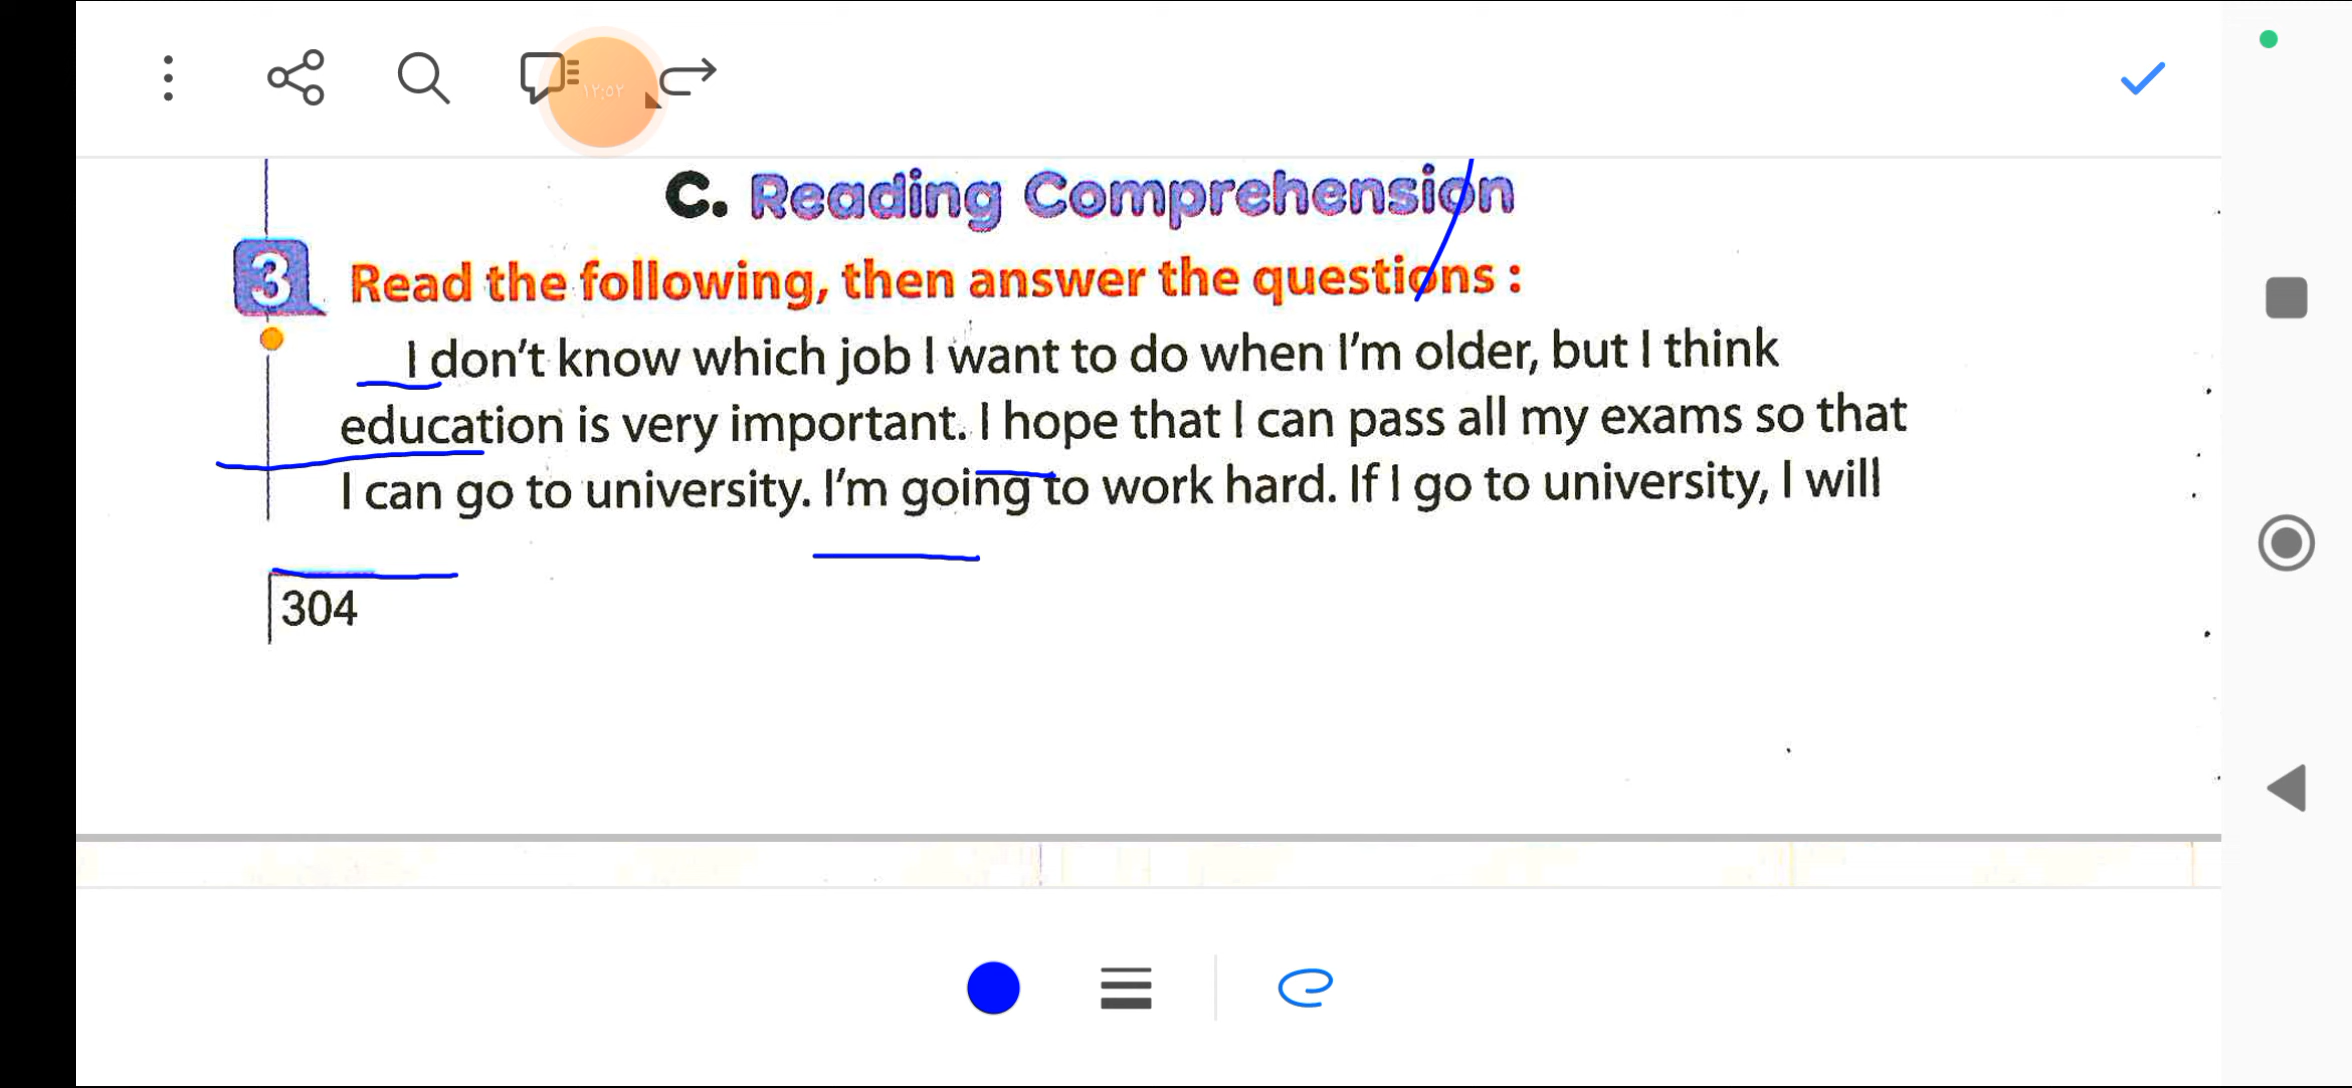 ١٢:٥٢
C. Reading Comprehension
3 Read the following, then answer the questions :
I don't know which job I want to do when I'm older, but I think
education is very important. I hope that I can pass all my exams so that
I can go to university. I'm going to work hard. If I go to university, I will
304